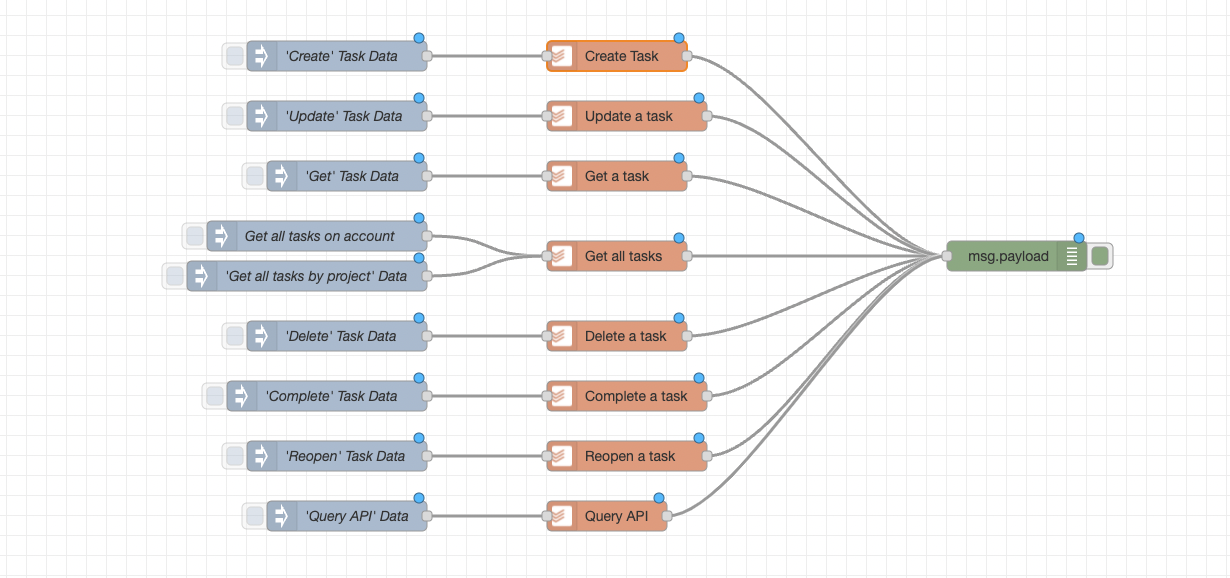 'Create' Task Data
Create Task
'Update' Task Data
Update a task
'Get' Task Data
Get a task
Get all tasks on account
'Get all tasks by project' Data
Get all tasks
msg.payload
'Delete' Task Data
Delete a task
'Complete' Task Data
Complete a task
'Reopen' Task Data
Reopen a task
'Query API' Data
Query API